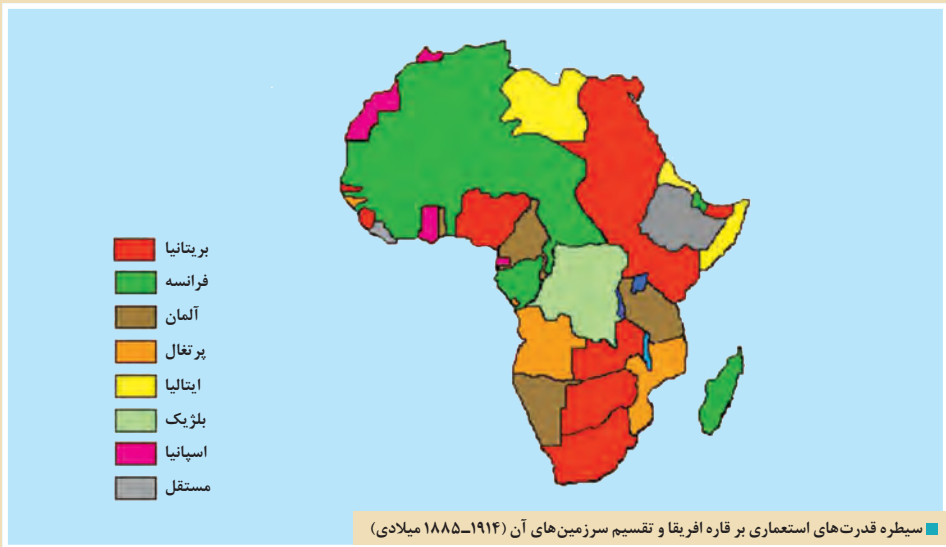 بریتانیا
فرانسه
آلمان
پرتغال
ایتالیا
بلژیک
اسپانیا
مستقل
سیطره قدرت‌های استعماری بر قاره افریقا و تقسیم سرزمین‌های آن (۱۹۱۴ــ۱۸۸۵ میلادی)